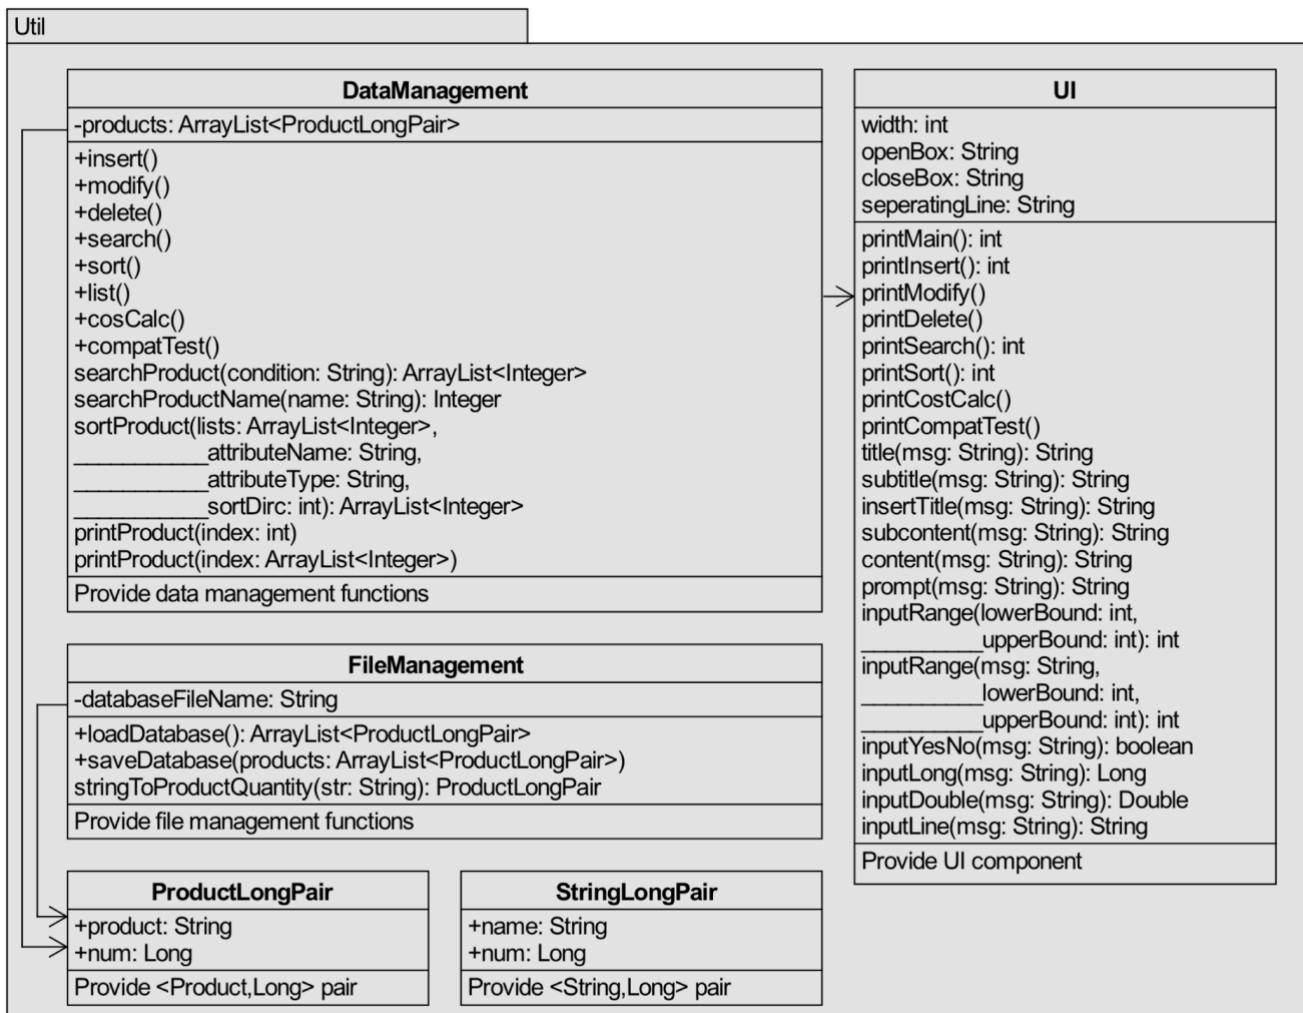 Util
DataManagement
-products: ArrayList<ProductLongPair>
+insert()
+modify()
+delete()
+search()
+sort()
+list()
+cosCalc()
+compatTest()
searchProduct(condition: String): ArrayList<Integer>
searchProductName(name: String): Integer
sortProduct(lists: ArrayList<Integer>,
___________attributeName: String,
___________attributeType: String,
___________sortDirc: int): ArrayList<Integer>
printProduct(index: int)
printProduct(index: ArrayList<Integer>)
Provide data management functions
FileManagement
-databaseFileName: String
+loadDatabase(): ArrayList<ProductLongPair>
+saveDatabase(products: ArrayList<ProductLongPair>)
stringToProductQuantity(str: String): ProductLongPair
Provide file management functions
ProductLongPair
+product: String
+num: Long
Provide <Product,Long> pair
StringLongPair
+name: String
+num: Long
Provide <String,Long> pair
UI
width: int
openBox: String
closeBox: String
seperatingLine: String
printMain(): int
printInsert(): int
printModify()
printDelete()
printSearch(): int
printSort(): int
printCostCalc()
printCompatTest()
title(msg: String): String
subtitle(msg: String): String
insertTitle(msg: String): String
subcontent(msg: String): String
content(msg: String): String
prompt(msg: String): String
inputRange(lowerBound: int,
__________upperBound: int): int
inputRange(msg: String,
__________lowerBound: int,
__________upperBound: int): int
inputYesNo(msg: String): boolean
inputLong(msg: String): Long
inputDouble(msg: String): Double
inputLine(msg: String): String
Provide UI component